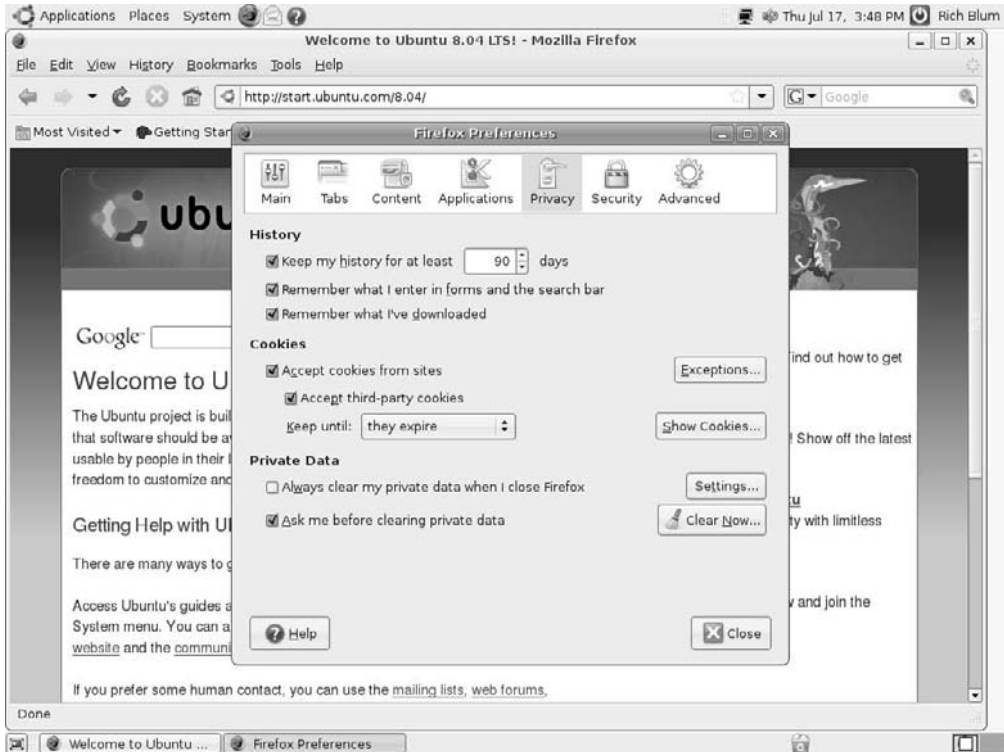 Applications Places System Thu Jul 17, 3:48 PM Rich Blum
Welcome to Ubuntu 8.04 LTS! - Mozilla Firefox
File Edit View History Bookmarks Tools Help
http://start.ubuntu.com/8.04/ Google
Most Visited Getting Star
Firefox Preferences
Main Tabs Content Applications Privacy Security Advanced
ubu
History
Keep my history for at least 90 days
Remember what I enter in forms and the search bar
Remember what I've downloaded
Cookies
Accept cookies from sites Exceptions...
Accept third-party cookies
Keep until: they expire Show Cookies...
Private Data
Always clear my private data when I close Firefox Settings...
Ask me before clearing private data Clear Now...
Help Close
Google
Welcome to U
The Ubuntu project is buil
that software should be a
usable by people in their l
freedom to customize and
Getting Help with U
There are many ways to g
Access Ubuntu's guides a
System menu. You can a
website and the communi
If you prefer some human contact, you can use the mailing lists, web forums,
ind out how to get
! Show off the latest
tu
ty with limitless
and join the
Done
Welcome to Ubuntu ... Firefox Preferences